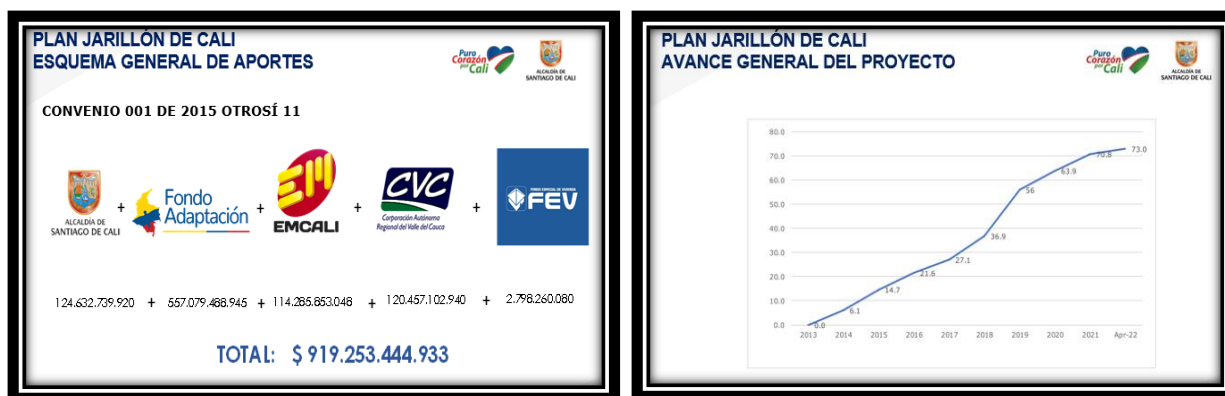 PLAN JARILLÓN DE CALI
ESQUEMA GENERAL DE APORTES
Puro
Corazón
por Cali
ALCALDÍA DE
SANTIAGO DE CALI
CONVENIO 001 DE 2015 OTROSÍ 11
ALCALDÍA DE
SANTIAGO DE CALI
+
Fondo
Adaptación
+
EM
EMCALI
+
CVC
Corporación Autónoma
Regional del Valle del Cauca
+
FONDO ESPECIAL DE VIVIENDA
FEV
124.632.739.920 + 557.079.488.945 + 114.285.853.048 + 120.457.102.940 + 2.798.260.080
TOTAL: $ 919.253.444.933
PLAN JARILLÓN DE CALI
AVANCE GENERAL DEL PROYECTO
Puro
Corazón
por Cali
ALCALDÍA DE
SANTIAGO DE CALI
80.0
70.0
60.0
50.0
40.0
30.0
20.0
10.0
0.0
0.0
6.1
14.7
21.6
27.1
36.9
56
63.9
70.8
73.0
2013 2014 2015 2016 2017 2018 2019 2020 2021 Apr-22